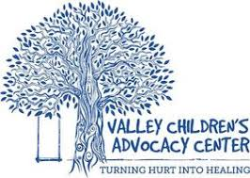 VALLEY CHILDREN'S
ADVOCACY CENTER
TURNING HURT INTO HEALING